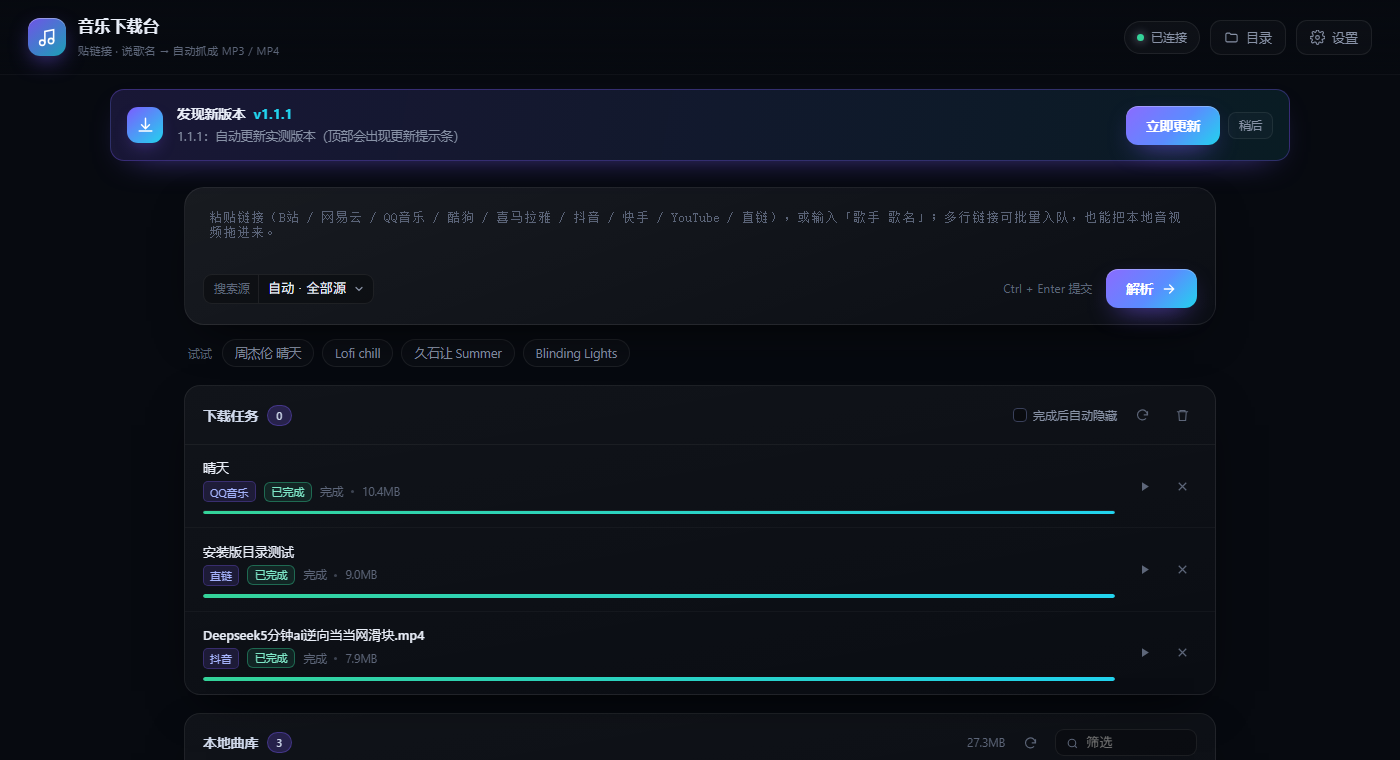 音乐下载台
贴链接 · 说歌名 → 自动抓成 MP3 / MP4
已连接
目录
设置
发现新版本 v1.1.1
1.1.1：自动更新实测版本（顶部会出现更新提示条）
立即更新
稍后
粘贴链接（B站 / 网易云 / QQ音乐 / 酷狗 / 喜马拉雅 / 抖音 / 快手 / YouTube / 直链），或输入「歌手 歌名」；多行链接可批量入队，也能把本地音视
频拖进来。
搜索源
自动 · 全部源
Ctrl + Enter 提交
解析 →
试试
周杰伦 晴天
Lofi chill
久石让 Summer
Blinding Lights
下载任务 0
完成后自动隐藏
晴天
QQ音乐 已完成 完成 • 10.4MB
安装版目录测试
直链 已完成 完成 • 9.0MB
Deepseek5分钟ai逆向当当网滑块.mp4
抖音 已完成 完成 • 7.9MB
本地曲库 3
27.3MB
筛选